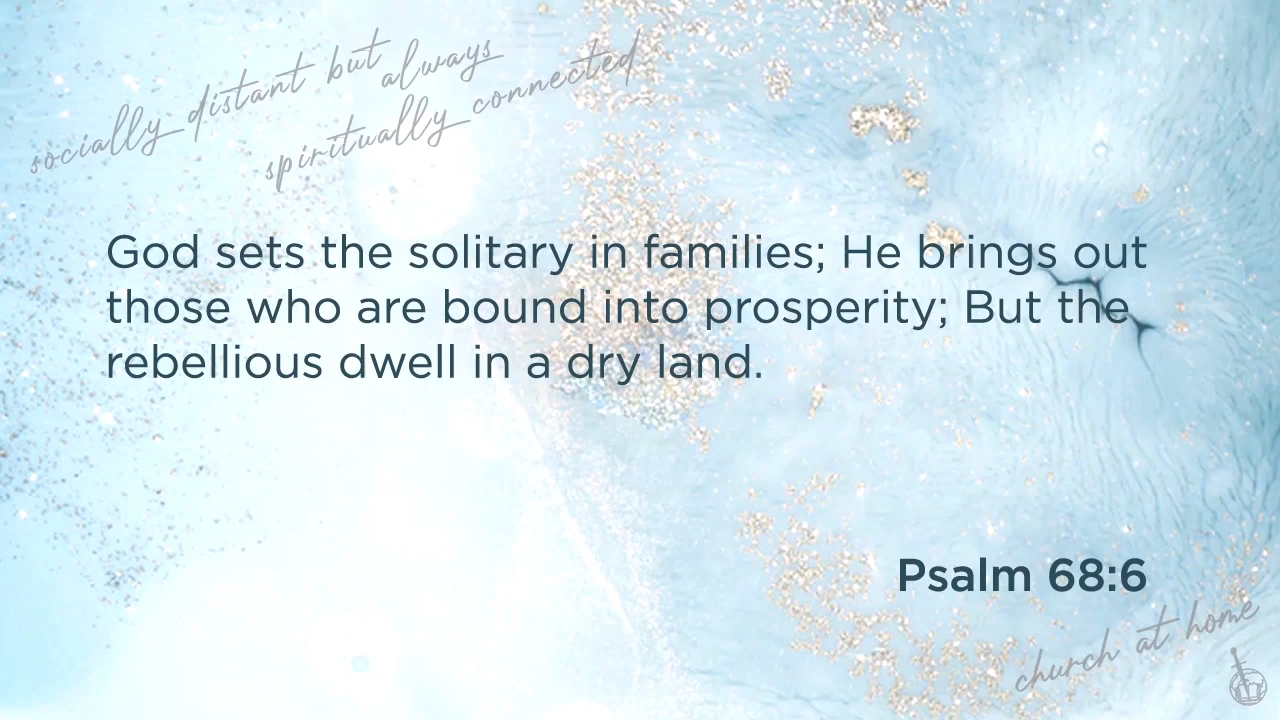 socially distant but always
spiritually connected
God sets the solitary in families; He brings out
those who are bound into prosperity; But the
rebellious dwell in a dry land.
Psalm 68:6
church at home